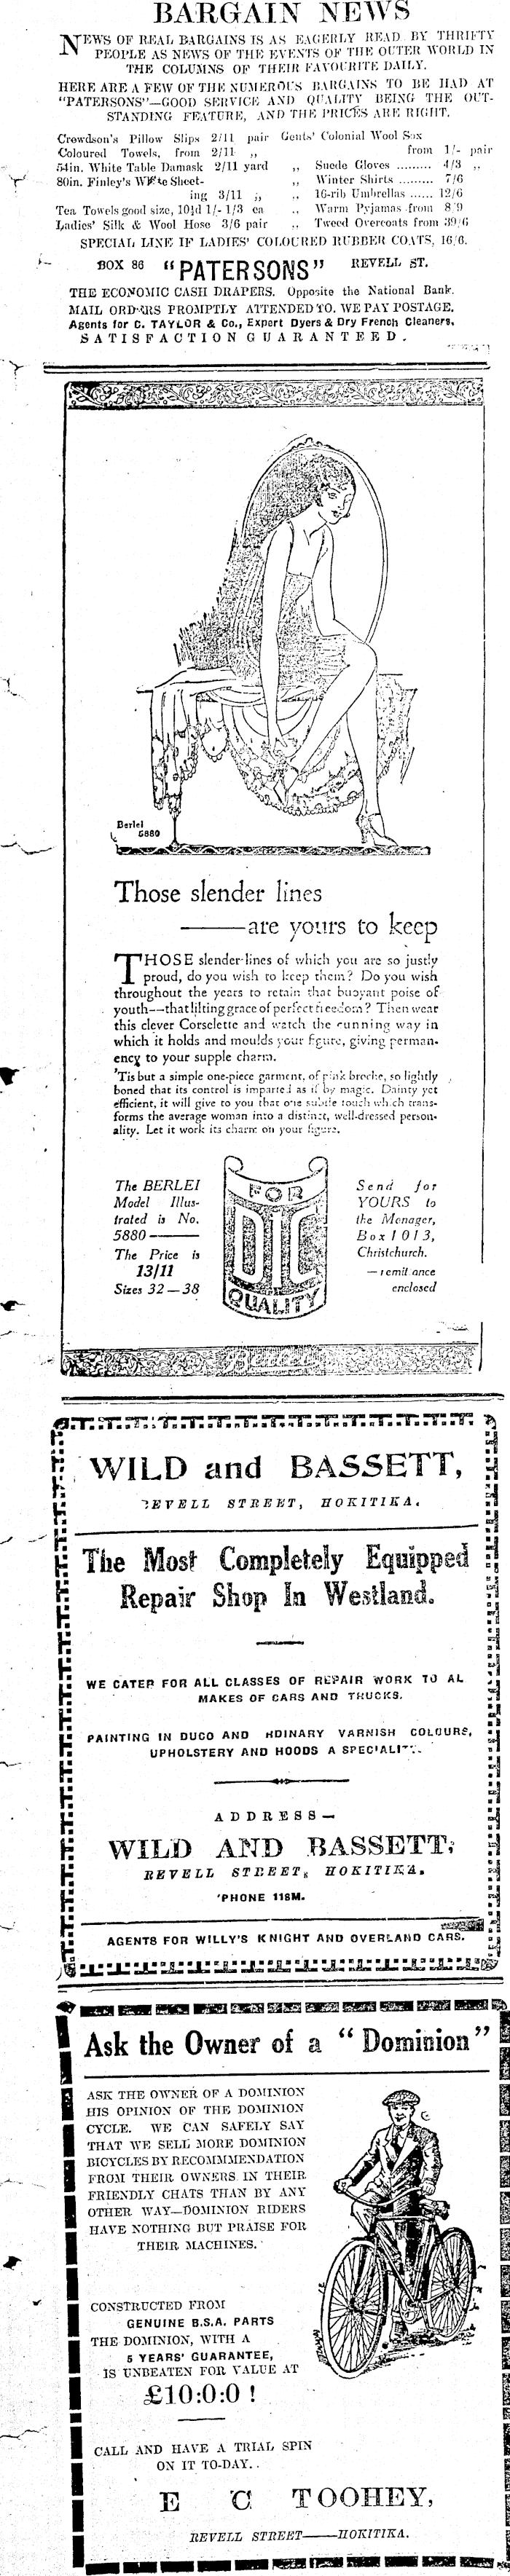 BARGAIN NEWS
NEWS OF REAL BARGAINS IS AS EAGERLY READ BY THRIFTY
PEOPLE AS NEWS OF THE EVENTS OF THE OUTER WORLD IN
THE COLUMNS OF THEIR FAVOURITE DAILY.
HERE ARE A FEW OF THE NUMEROUS BARGAINS TO BE HAD AT
"PATERSONS"—GOOD SERVICE AND QUALITY BEING THE OUT-
STANDING FEATURE, AND THE PRICES ARE RIGHT.
Crowdson's Pillow Slips 2/11 pair
Coloured Towels, from 2/11 ,,
54in. White Table Damask 2/11 yard
80in. Finley's White Sheet-
ing 3/11 ,,
Tea Towels good size, 10½d 1/- 1/3 ea
Ladies' Silk & Wool Hose 3/6 pair
Gents' Colonial Wool Sox
from 1/- pair
,, Suede Gloves ......... 4/3 ,,
,, Winter Shirts ......... 7/6
,, 16-rib Umbrellas ...... 12/6
,, Warm Pyjamas from 8/9
,, Tweed Overcoats from 39/6
SPECIAL LINE IF LADIES' COLOURED RUBBER COATS, 16/6.
BOX 86 "PATERSONS" REVELL ST.
THE ECONOMIC CASH DRAPERS. Opposite the National Bank.
MAIL ORDERS PROMPTLY ATTENDED TO. WE PAY POSTAGE.
Agents for C. TAYLOR & Co., Expert Dyers & Dry French Cleaners.
SATISFACTION GUARANTEED.
Berlei
5880
Those slender lines
——are yours to keep
THOSE slender lines of which you are so justly
proud, do you wish to keep them? Do you wish
throughout the years to retain that buoyant poise of
youth—that lilting grace of perfect freedom? Then wear
this clever Corselette and watch the cunning way in
which it holds and moulds your figure, giving perman-
ency to your supple charm.
'Tis but a simple one-piece garment, of pink broche, so lightly
boned that its control is imparted as if by magic. Dainty yet
efficient, it will give to you that one subtle touch which trans-
forms the average woman into a distinct, well-dressed person-
ality. Let it work its charm on your figure.
The BERLEI
Model Illus-
trated is No.
5880———
The Price is
13/11
Sizes 32—38
FOR
DIC
QUALITY
Send for
YOURS to
the Manager,
Box 1013,
Christchurch.
—remittance
enclosed
Berlei
WILD and BASSETT,
REVELL STREET, HOKITIKA.
The Most Completely Equipped
Repair Shop In Westland.
WE CATER FOR ALL CLASSES OF REPAIR WORK TO AL
MAKES OF CARS AND TRUCKS.
PAINTING IN DUCO AND RDINARY VARNISH COLOURS,
UPHOLSTERY AND HOODS A SPECIALITY.
ADDRESS—
WILD AND BASSETT,
REVELL STREET, HOKITIKA.
'PHONE 118M.
AGENTS FOR WILLY'S KNIGHT AND OVERLAND CARS.
Ask the Owner of a "Dominion"
ASK THE OWNER OF A DOMINION
HIS OPINION OF THE DOMINION
CYCLE. WE CAN SAFELY SAY
THAT WE SELL MORE DOMINION
BICYCLES BY RECOMMMENDATION
FROM THEIR OWNERS IN THEIR
FRIENDLY CHATS THAN BY ANY
OTHER WAY—DOMINION RIDERS
HAVE NOTHING BUT PRAISE FOR
THEIR MACHINES.
CONSTRUCTED FROM
GENUINE B.S.A. PARTS
THE DOMINION, WITH A
5 YEARS' GUARANTEE,
IS UNBEATEN FOR VALUE AT
£10:0:0 !
CALL AND HAVE A TRIAL SPIN
ON IT TO-DAY.
E C TOOHEY,
REVELL STREET——HOKITIKA.